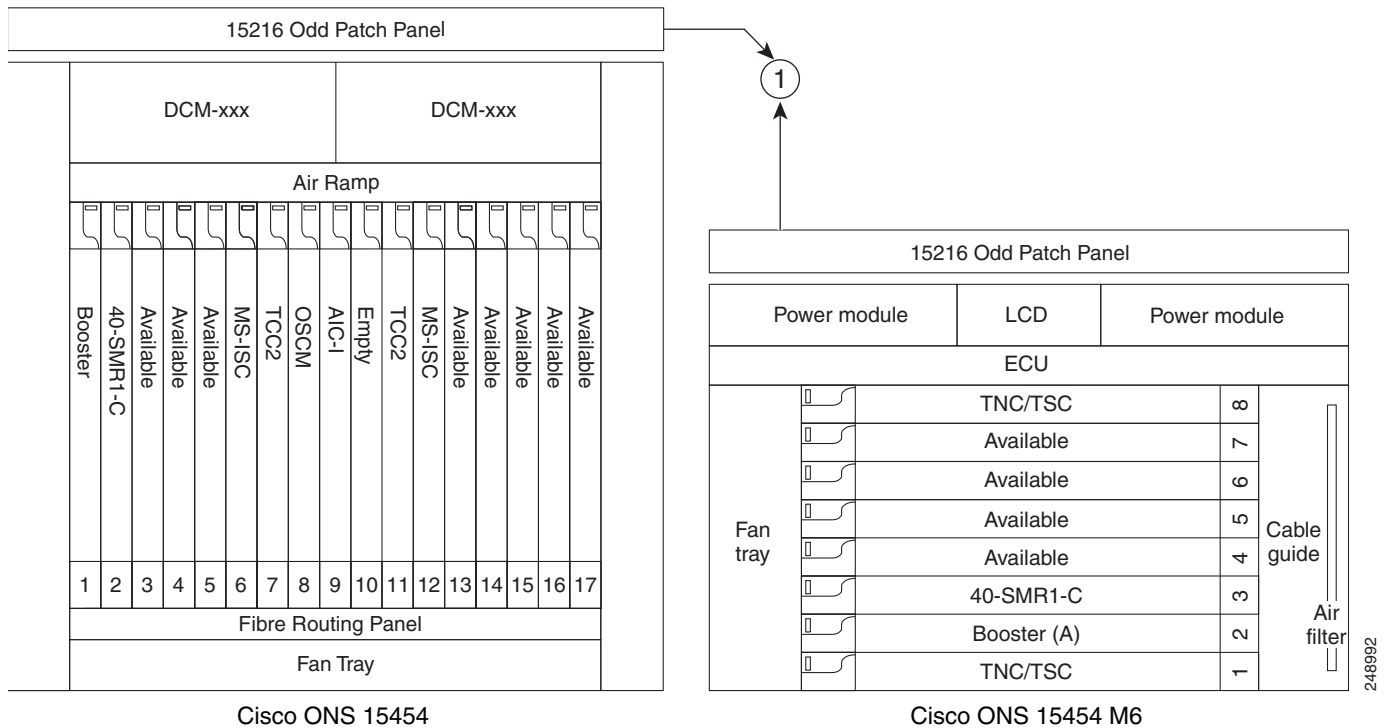 15216 Odd Patch Panel
1
DCM-xxx
DCM-xxx
Air Ramp
Booster
40-SMR1-C
Available
Available
Available
MS-ISC
TCC2
OSCM
AIC-I
Empty
TCC2
MS-ISC
Available
Available
Available
Available
Available
1 2 3 4 5 6 7 8 9 10 11 12 13 14 15 16 17
Fibre Routing Panel
Fan Tray
Cisco ONS 15454
15216 Odd Patch Panel
Power module
LCD
Power module
ECU
Fan
tray
TNC/TSC 8
Available 7
Available 6
Available 5
Available 4
40-SMR1-C 3
Booster (A) 2
TNC/TSC 1
Cable
guide
Air
filter
Cisco ONS 15454 M6
248992